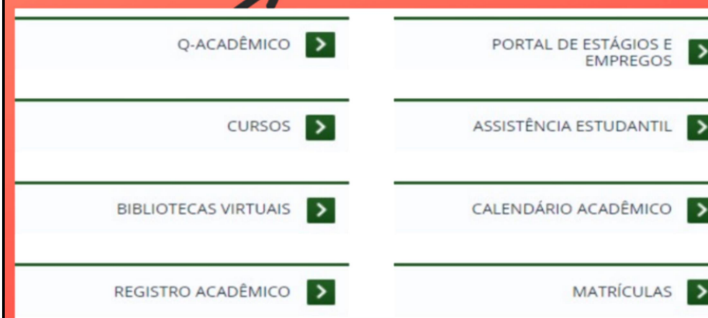 Q-ACADÊMICO
PORTAL DE ESTÁGIOS E
EMPREGOS
CURSOS
ASSISTÊNCIA ESTUDANTIL
BIBLIOTECAS VIRTUAIS
CALENDÁRIO ACADÊMICO
REGISTRO ACADÊMICO
MATRÍCULAS